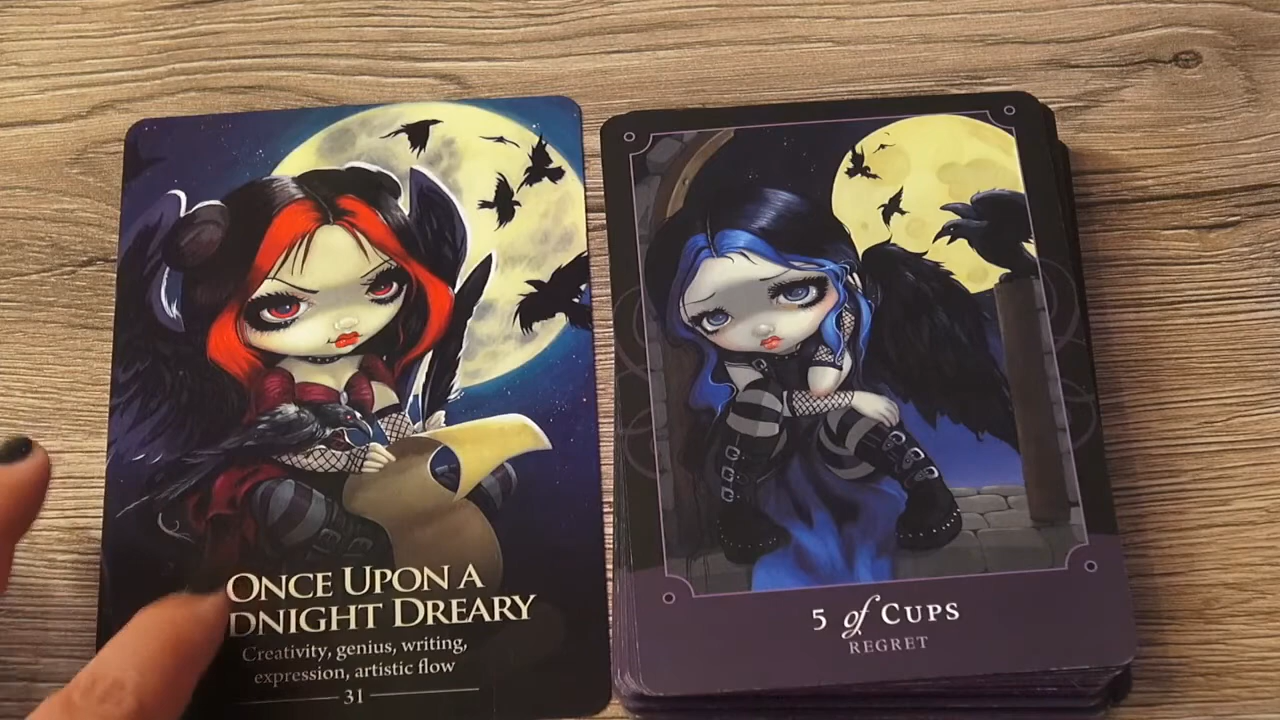 ONCE UPON A
DNIGHT DREARY
Creativity, genius, writing,
expression, artistic flow
31
5 of CUPS
REGRET